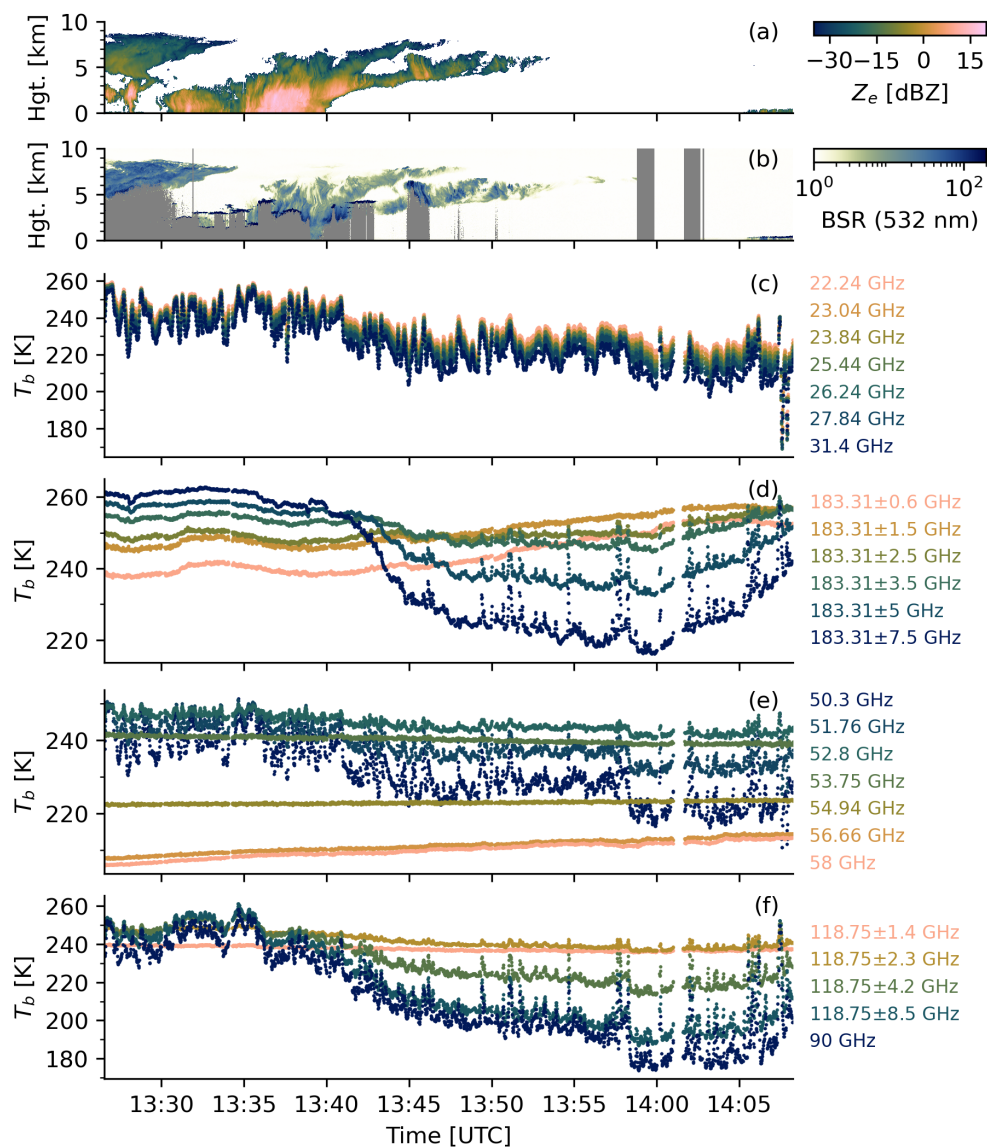 (a)
10
5
0
Hgt. [km]
−30
−15
0
15
Z_e [dBZ]
(b)
10
5
0
Hgt. [km]
10^0
10^2
BSR (532 nm)
(c)
260
240
220
200
180
T_b [K]
22.24 GHz
23.04 GHz
23.84 GHz
25.44 GHz
26.24 GHz
27.84 GHz
31.4 GHz
(d)
260
240
220
T_b [K]
183.31±0.6 GHz
183.31±1.5 GHz
183.31±2.5 GHz
183.31±3.5 GHz
183.31±5 GHz
183.31±7.5 GHz
(e)
240
220
T_b [K]
50.3 GHz
51.76 GHz
52.8 GHz
53.75 GHz
54.94 GHz
56.66 GHz
58 GHz
(f)
260
240
220
200
180
T_b [K]
118.75±1.4 GHz
118.75±2.3 GHz
118.75±4.2 GHz
118.75±8.5 GHz
90 GHz
13:30
13:35
13:40
13:45
13:50
13:55
14:00
14:05
Time [UTC]